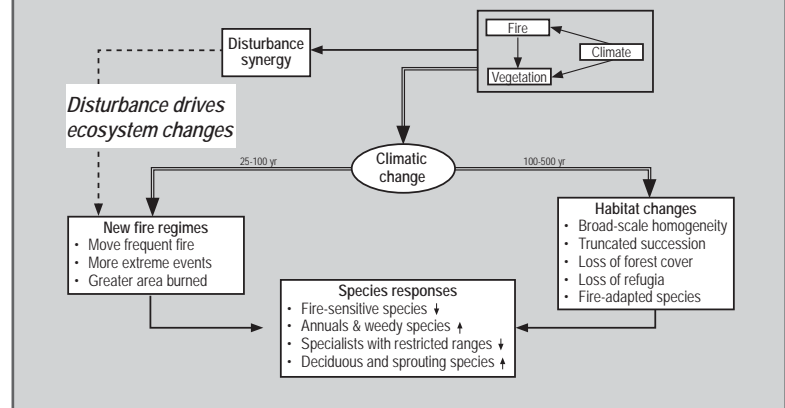 Fire
Climate
Vegetation
Disturbance
synergy
Disturbance drives
ecosystem changes
Climatic
change
25-100 yr
100-500 yr
New fire regimes
• Move frequent fire
• More extreme events
• Greater area burned
Habitat changes
• Broad-scale homogeneity
• Truncated succession
• Loss of forest cover
• Loss of refugia
• Fire-adapted species
Species responses
• Fire-sensitive species ↓
• Annuals & weedy species ↑
• Specialists with restricted ranges ↓
• Deciduous and sprouting species ↑